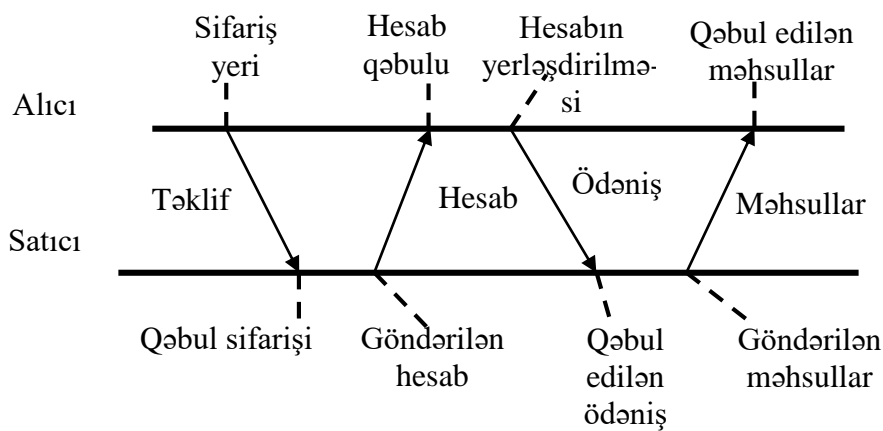 Sifariş
yeri
Hesab
qəbulu
Hesabın
yerləşdirilmə-
si
Qəbul edilən
məhsullar
Alıcı
Təklif
Hesab
Ödəniş
Məhsullar
Satıcı
Qəbul sifarişi
Göndərilən
hesab
Qəbul
edilən
ödəniş
Göndərilən
məhsullar